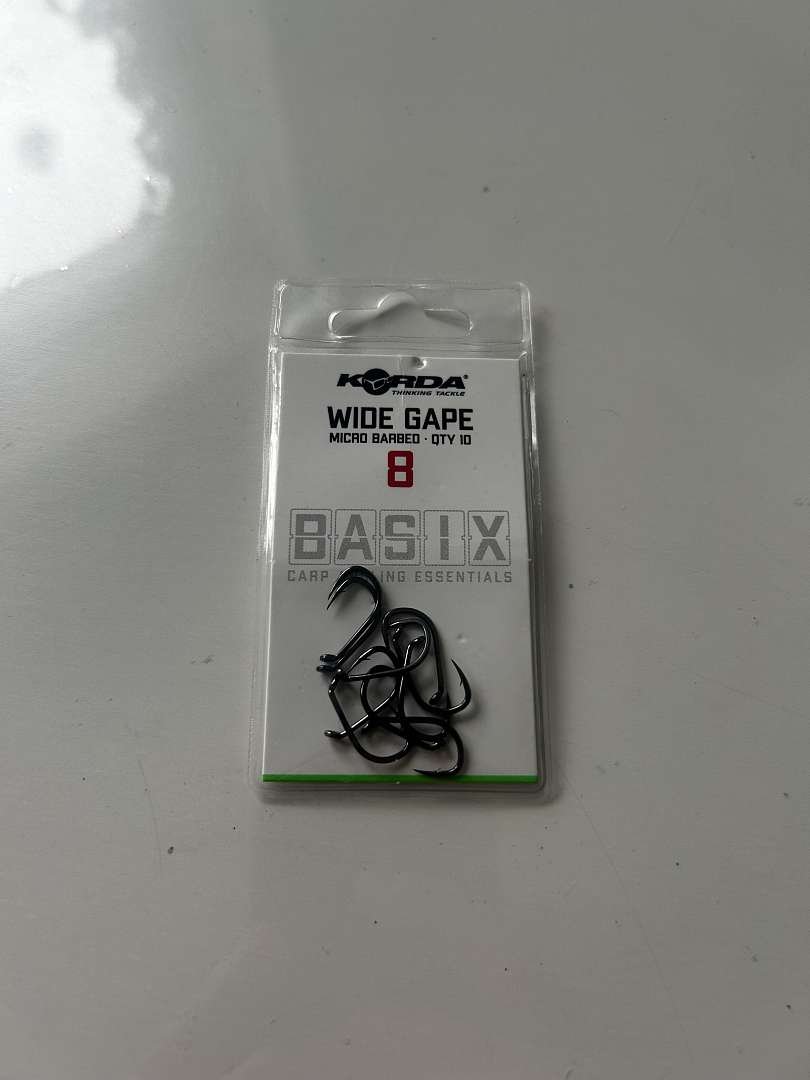 KORDA®
THINKING TACKLE
WIDE GAPE
MICRO BARBED · QTY 10
8
BASIX
CARP ESSENTIALS